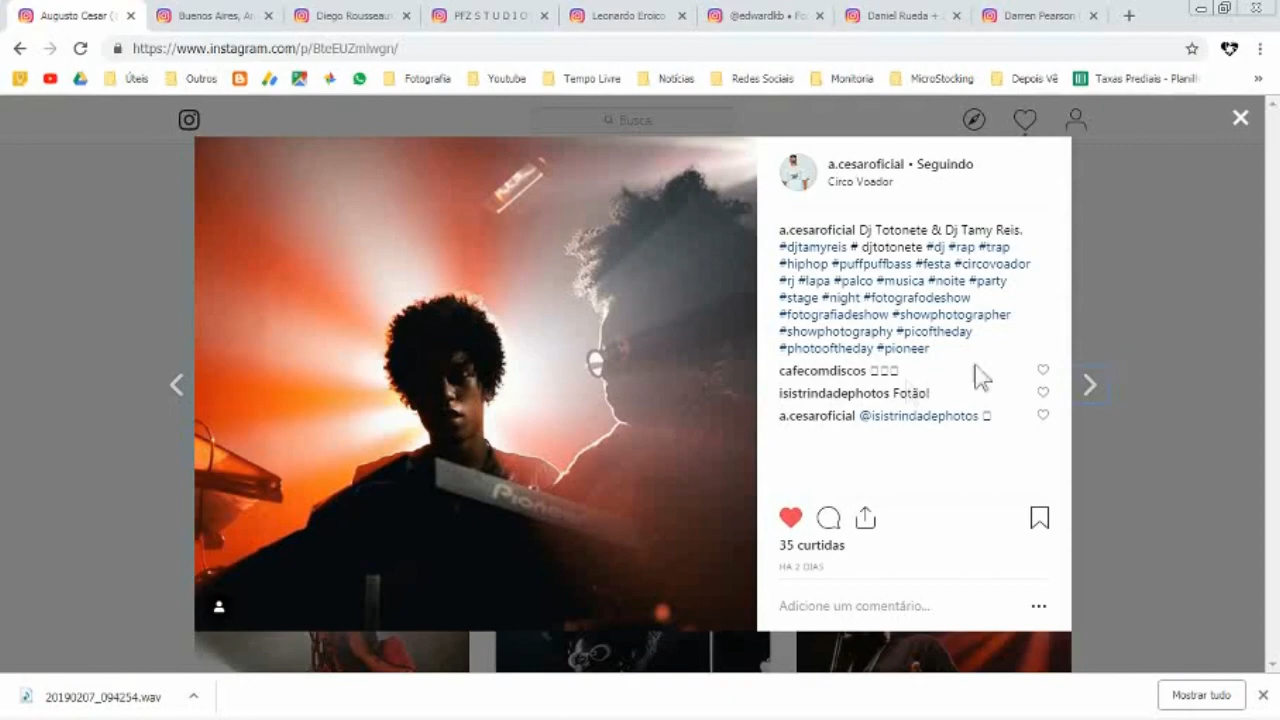 Augusto Cesar (
Buenos Aires, Ar
Diego Rousseau
PFZ S T U D I O
Leonardo Eroico
@edwardkb • Fo
Daniel Rueda +
Darren Pearson
https://www.instagram.com/p/BteEUZmlwgn/
Úteis
Outros
Fotografia
Youtube
Tempo Livre
Notícias
Redes Sociais
Monitoria
MicroStocking
Depois Vê
Taxas Prediais - Planil
Busca
a.cesaroficial • Seguindo
Circo Voador
a.cesaroficial Dj Totonete & Dj Tamy Reis.
#djtamyreis # djtotonete #dj #rap #trap
#hiphop #puffpuffbass #festa #circovoador
#rj #lapa #palco #musica #noite #party
#stage #night #fotografodeshow
#fotografiadeshow #showphotographer
#showphotography #picoftheday
#photooftheday #pioneer
cafecomdiscos
isistrindadephotos Fotão!
a.cesaroficial @isistrindadephotos
35 curtidas
HÁ 2 DIAS
Adicione um comentário...
Pioneer
20190207_094254.wav
Mostrar tudo